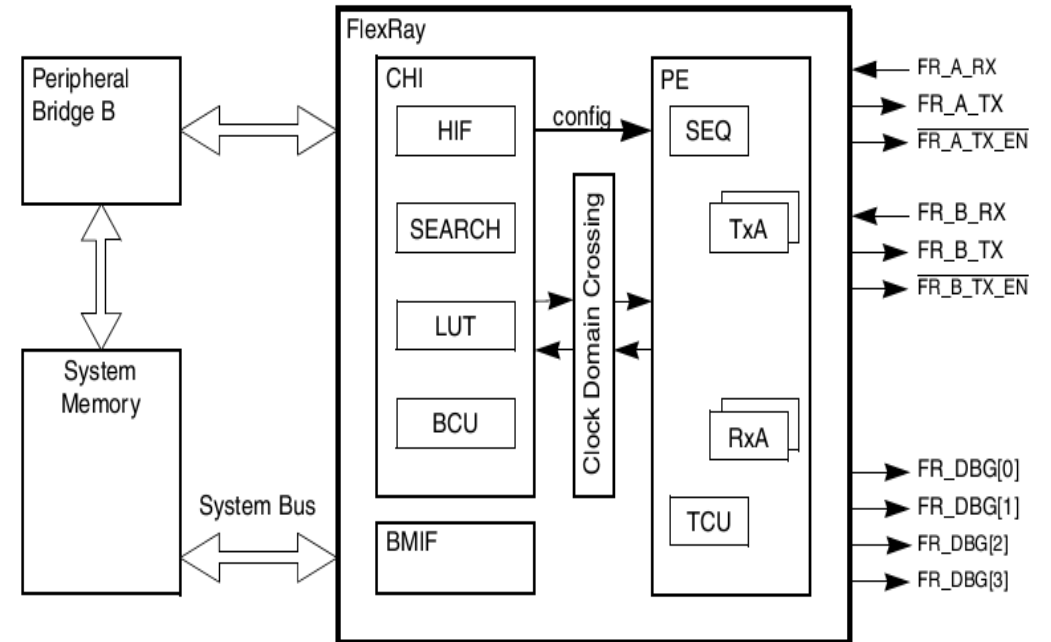 FlexRay
Peripheral
Bridge B
System
Memory
System Bus
CHI
HIF
SEARCH
LUT
BCU
BMIF
config
Clock Domain Crossing
PE
SEQ
TxA
RxA
TCU
FR_A_RX
FR_A_TX
FR_A_TX_EN
FR_B_RX
FR_B_TX
FR_B_TX_EN
FR_DBG[0]
FR_DBG[1]
FR_DBG[2]
FR_DBG[3]